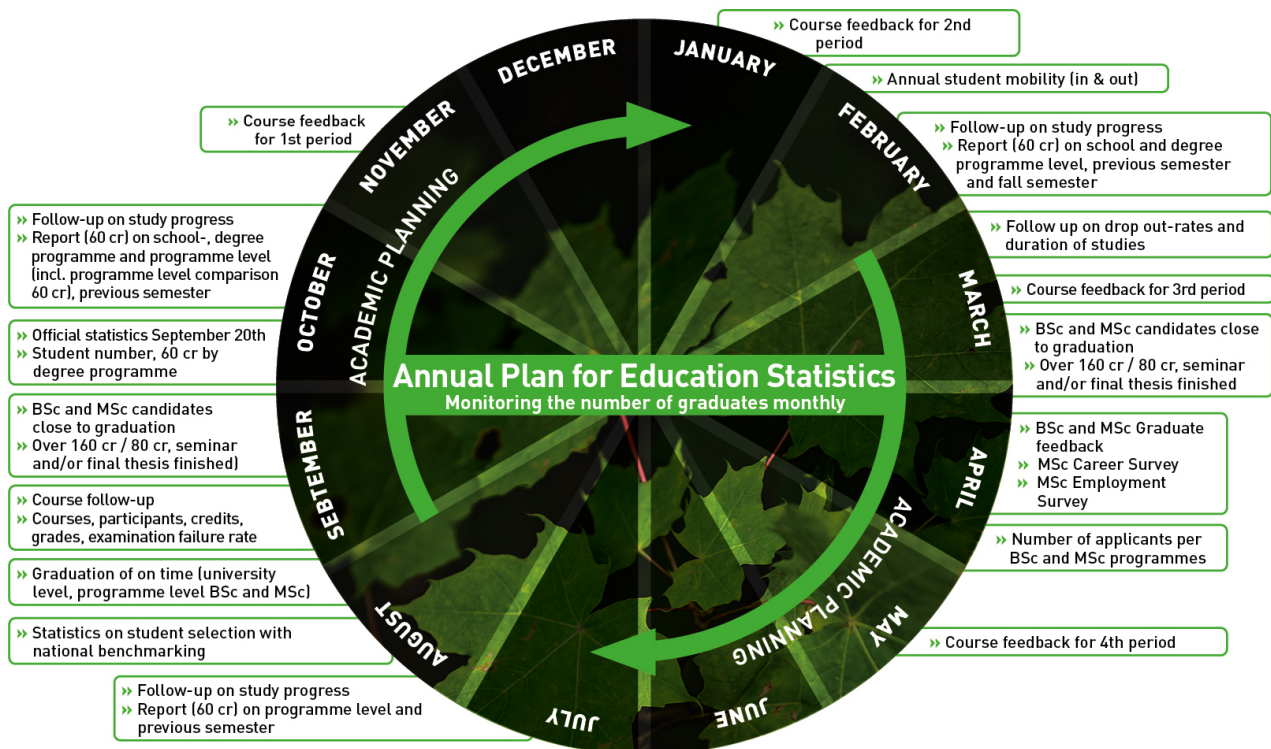 JANUARY
FEBRUARY
MARCH
APRIL
MAY
JUNE
JULY
AUGUST
SEBTEMBER
OCTOBER
NOVEMBER
DECEMBER
ACADEMIC PLANNING
ACADEMIC PLANNING
Annual Plan for Education Statistics
Monitoring the number of graduates monthly
» Course feedback for 2nd
period
» Annual student mobility (in & out)
» Follow-up on study progress
» Report (60 cr) on school and degree
programme level, previous semester
and fall semester
» Follow up on drop out-rates and
duration of studies
» Course feedback for 3rd period
» BSc and MSc candidates close
to graduation
» Over 160 cr / 80 cr, seminar
and/or final thesis finished)
» BSc and MSc Graduate
feedback
» MSc Career Survey
» MSc Employment
Survey
» Number of applicants per
BSc and MSc programmes
» Course feedback for 4th period
» Follow-up on study progress
» Report (60 cr) on programme level and
previous semester
» Statistics on student selection with
national benchmarking
» Graduation of on time (university
level, programme level BSc and MSc)
» Course follow-up
» Courses, participants, credits,
grades, examination failure rate
» BSc and MSc candidates
close to graduation
» Over 160 cr / 80 cr, seminar
and/or final thesis finished)
» Official statistics September 20th
» Student number, 60 cr by
degree programme
» Follow-up on study progress
» Report (60 cr) on school-, degree
programme and programme level
(incl. programme level comparison
60 cr), previous semester
» Course feedback
for 1st period